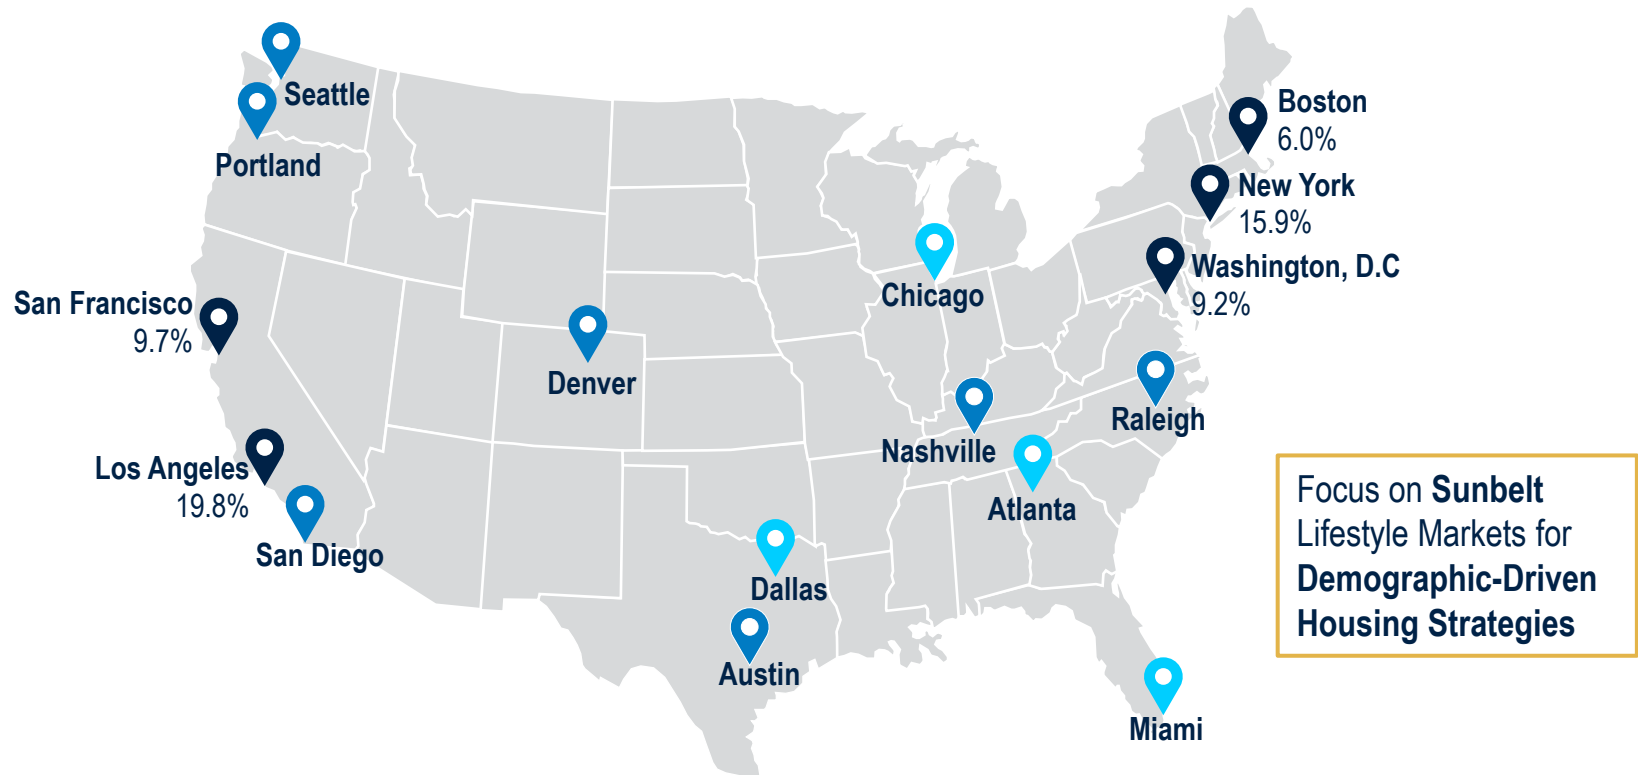 Seattle
Portland
Boston
6.0%
New York
15.9%
Washington, D.C
9.2%
Chicago
San Francisco
9.7%
Denver
Raleigh
Nashville
Los Angeles
19.8%
Atlanta
San Diego
Dallas
Austin
Miami
Focus on Sunbelt
Lifestyle Markets for
Demographic-Driven
Housing Strategies